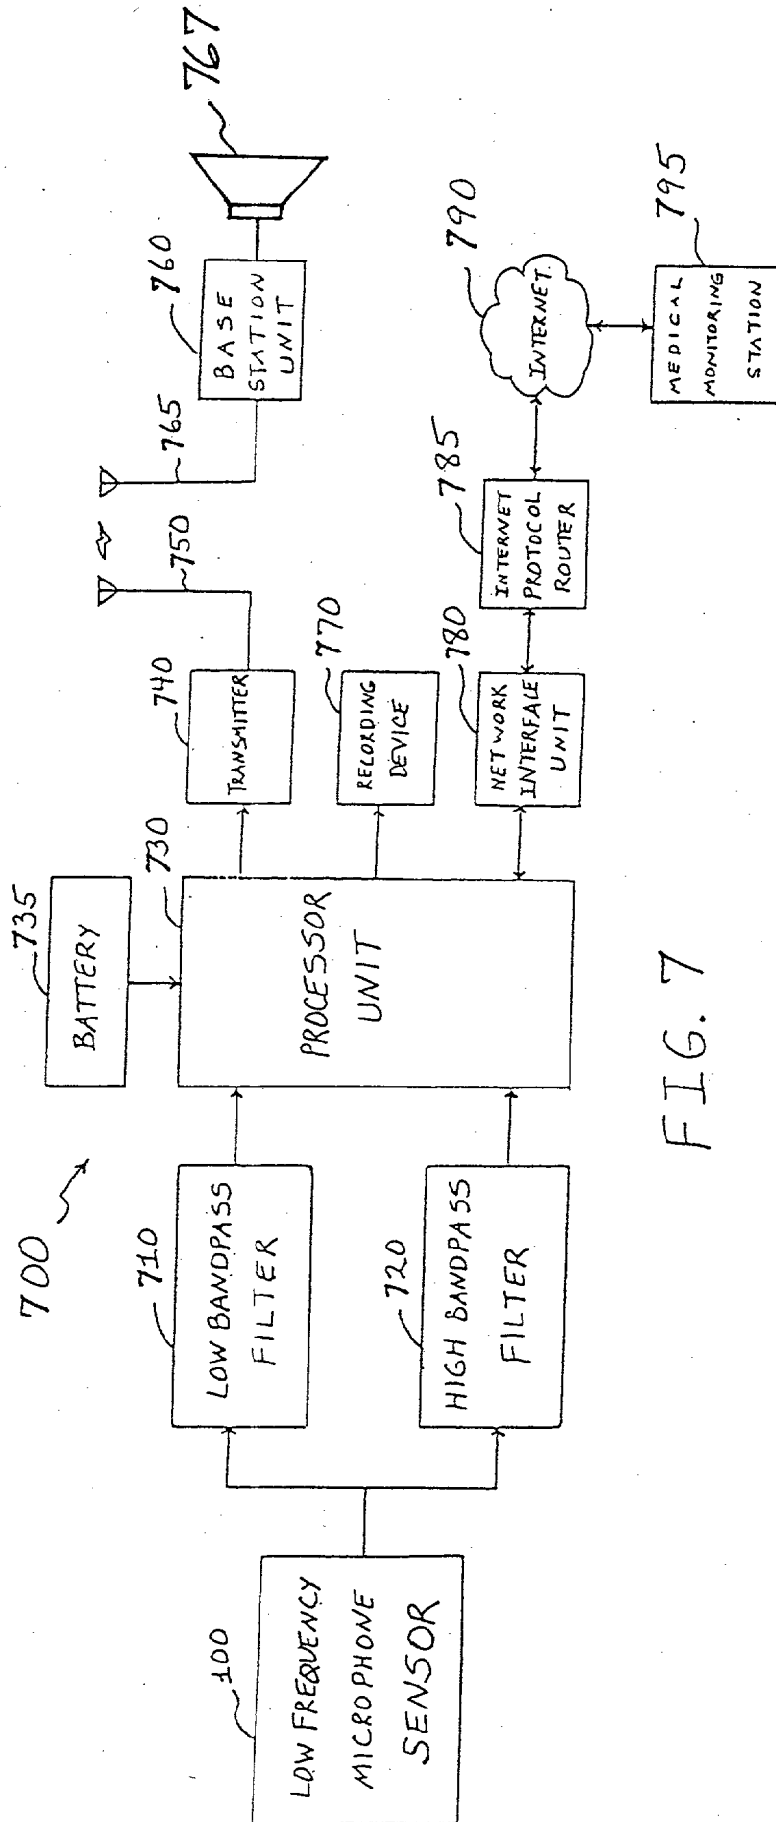 700
100
LOW FREQUENCY
MICROPHONE
SENSOR
710
LOW BANDPASS
FILTER
720
HIGH BANDPASS
FILTER
735
BATTERY
730
PROCESSOR
UNIT
740
TRANSMITTER
750
765
760
BASE
STATION
UNIT
767
770
RECORDING
DEVICE
780
NETWORK
INTERFACE
UNIT
785
INTERNET
PROTOCOL
ROUTER
790
INTERNET
795
MEDICAL
MONITORING
STATION
FIG. 7